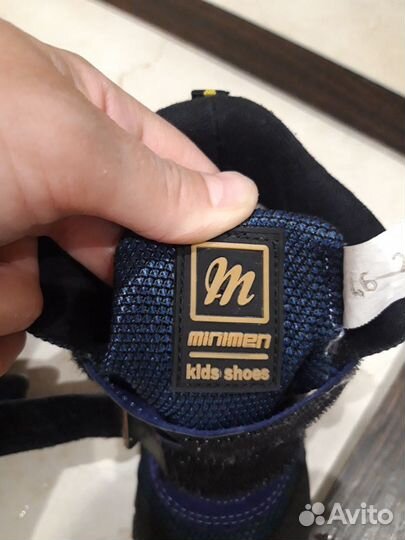 m
minimen
kids shoes
Avito